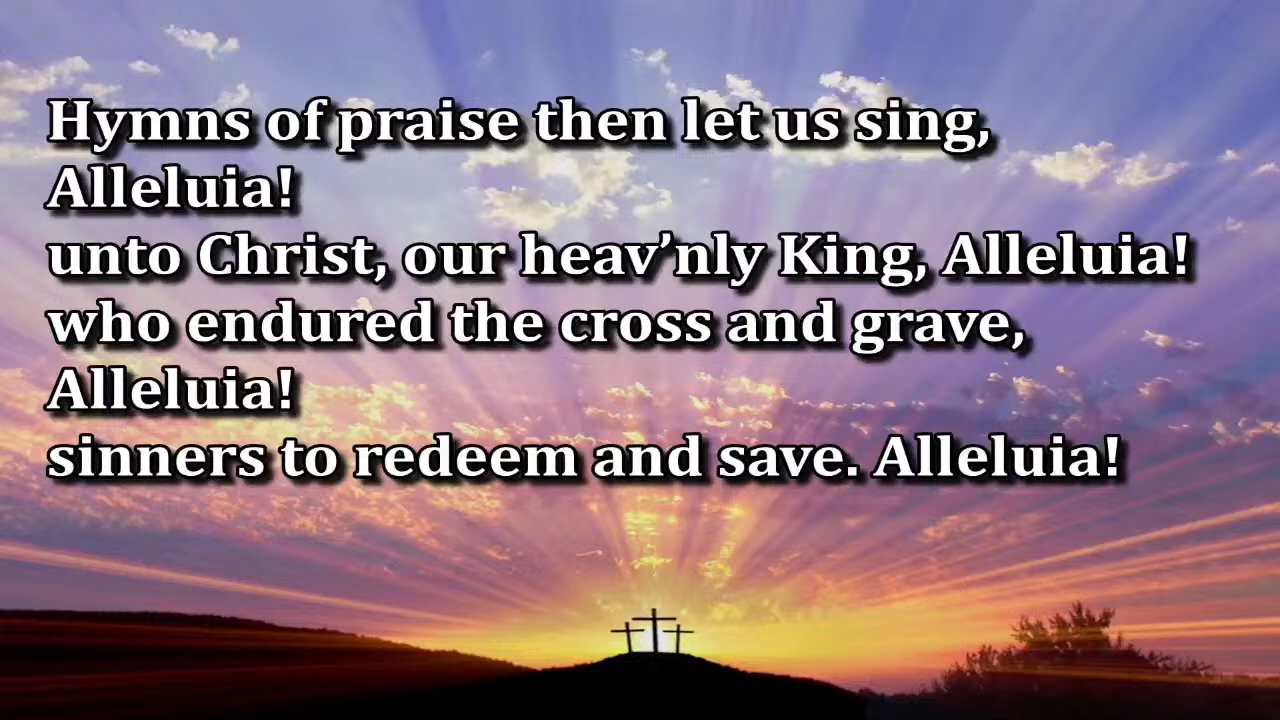 Hymns of praise then let us sing,
Alleluia!
unto Christ, our heav’nly King, Alleluia!
who endured the cross and grave,
Alleluia!
sinners to redeem and save. Alleluia!